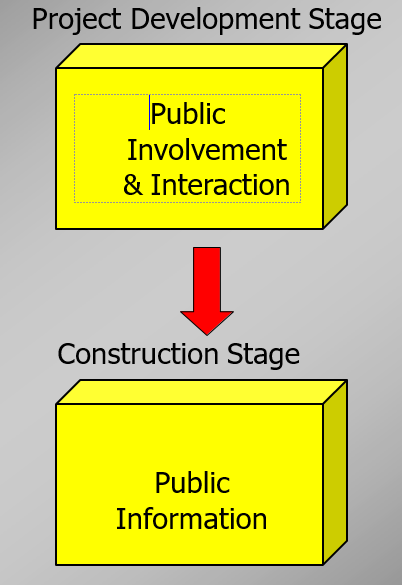 Project Development Stage
Public
Involvement
& Interaction
Construction Stage
Public
Information